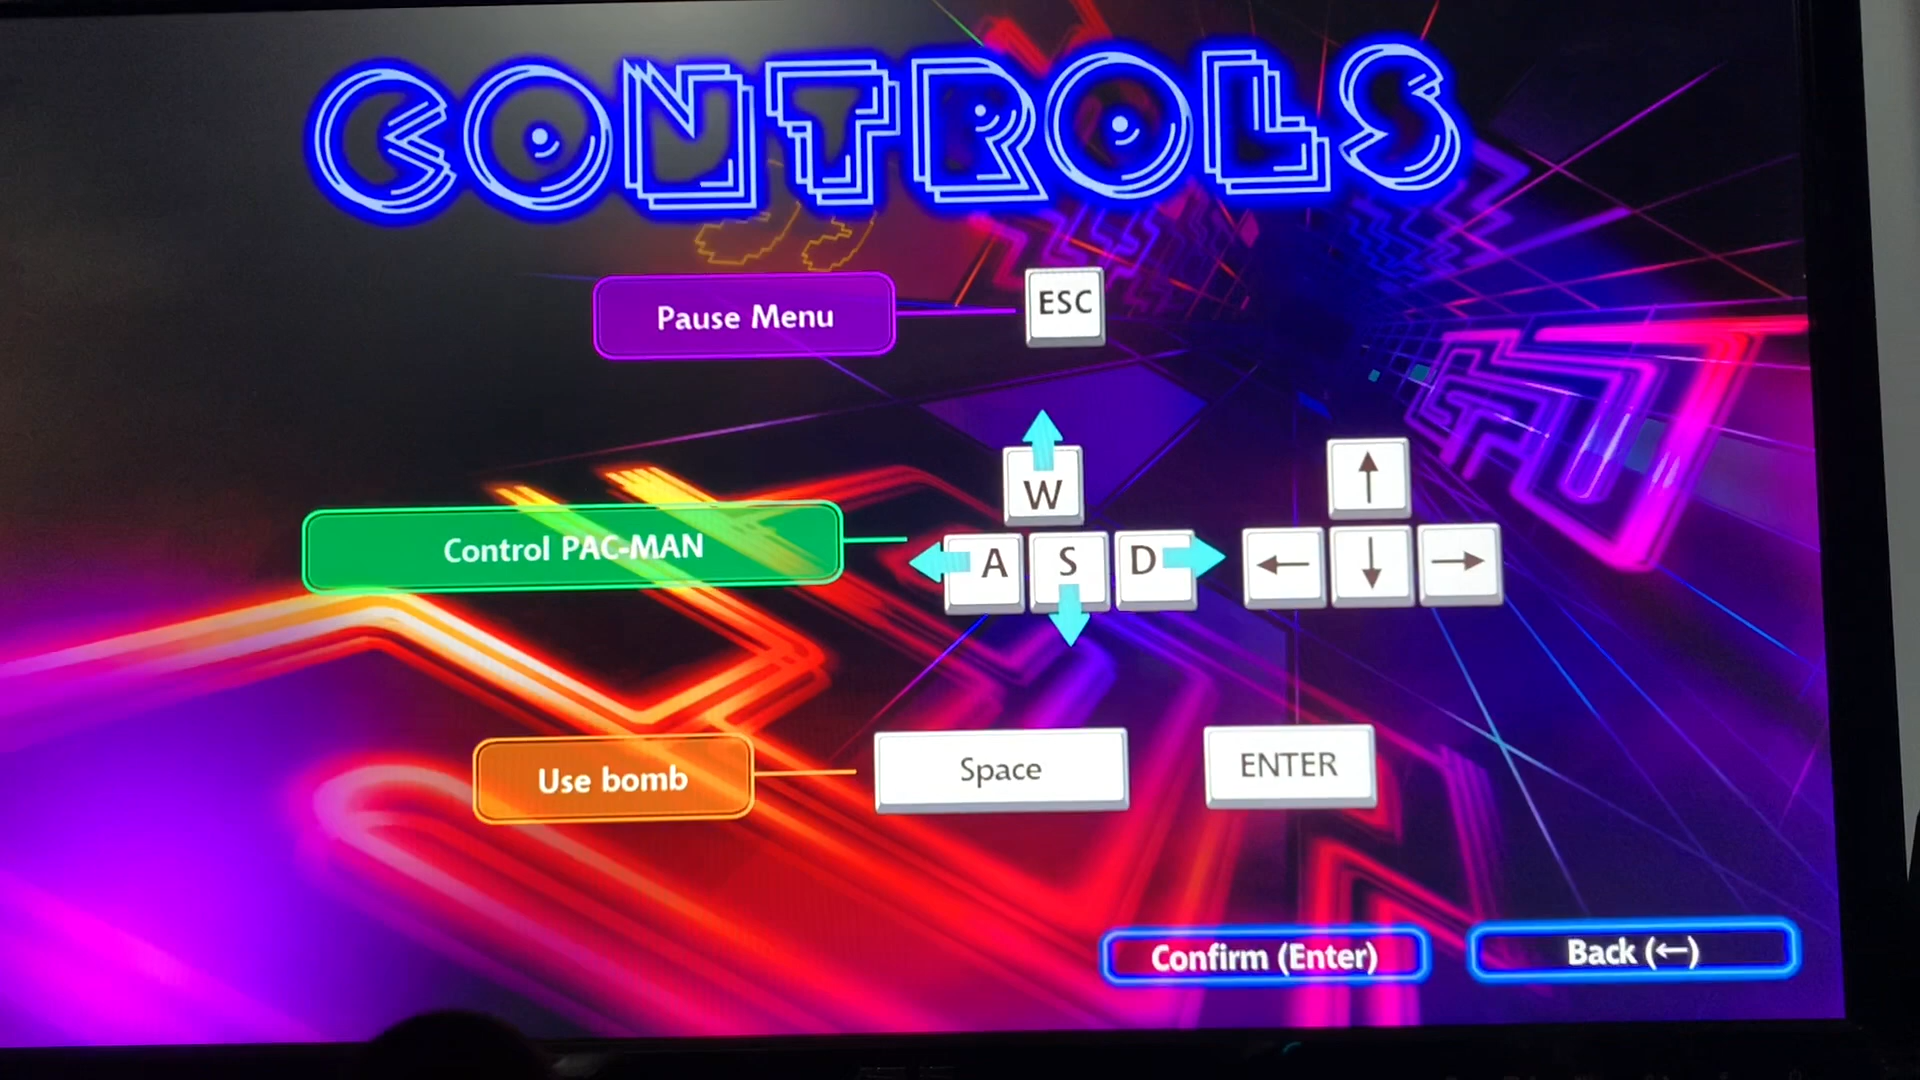 CONTROLS
Pause Menu
ESC
W
↑
Control PAC-MAN
A S D
← ↓ →
Use bomb
Space
ENTER
Confirm (Enter)
Back (←)